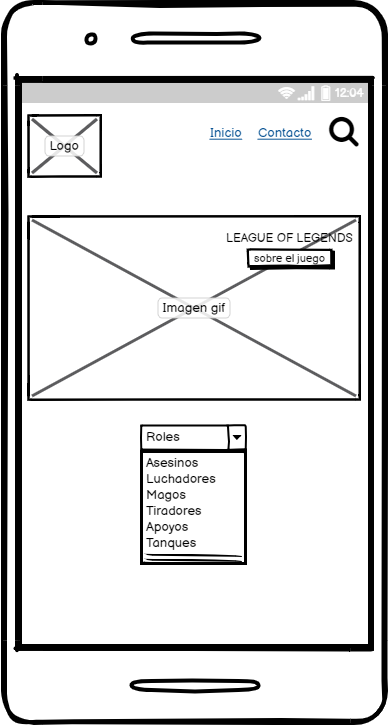 12:04
Logo
Inicio
Contacto
LEAGUE OF LEGENDS
sobre el juego
Imagen gif
Roles
Asesinos
Luchadores
Magos
Tiradores
Apoyos
Tanques